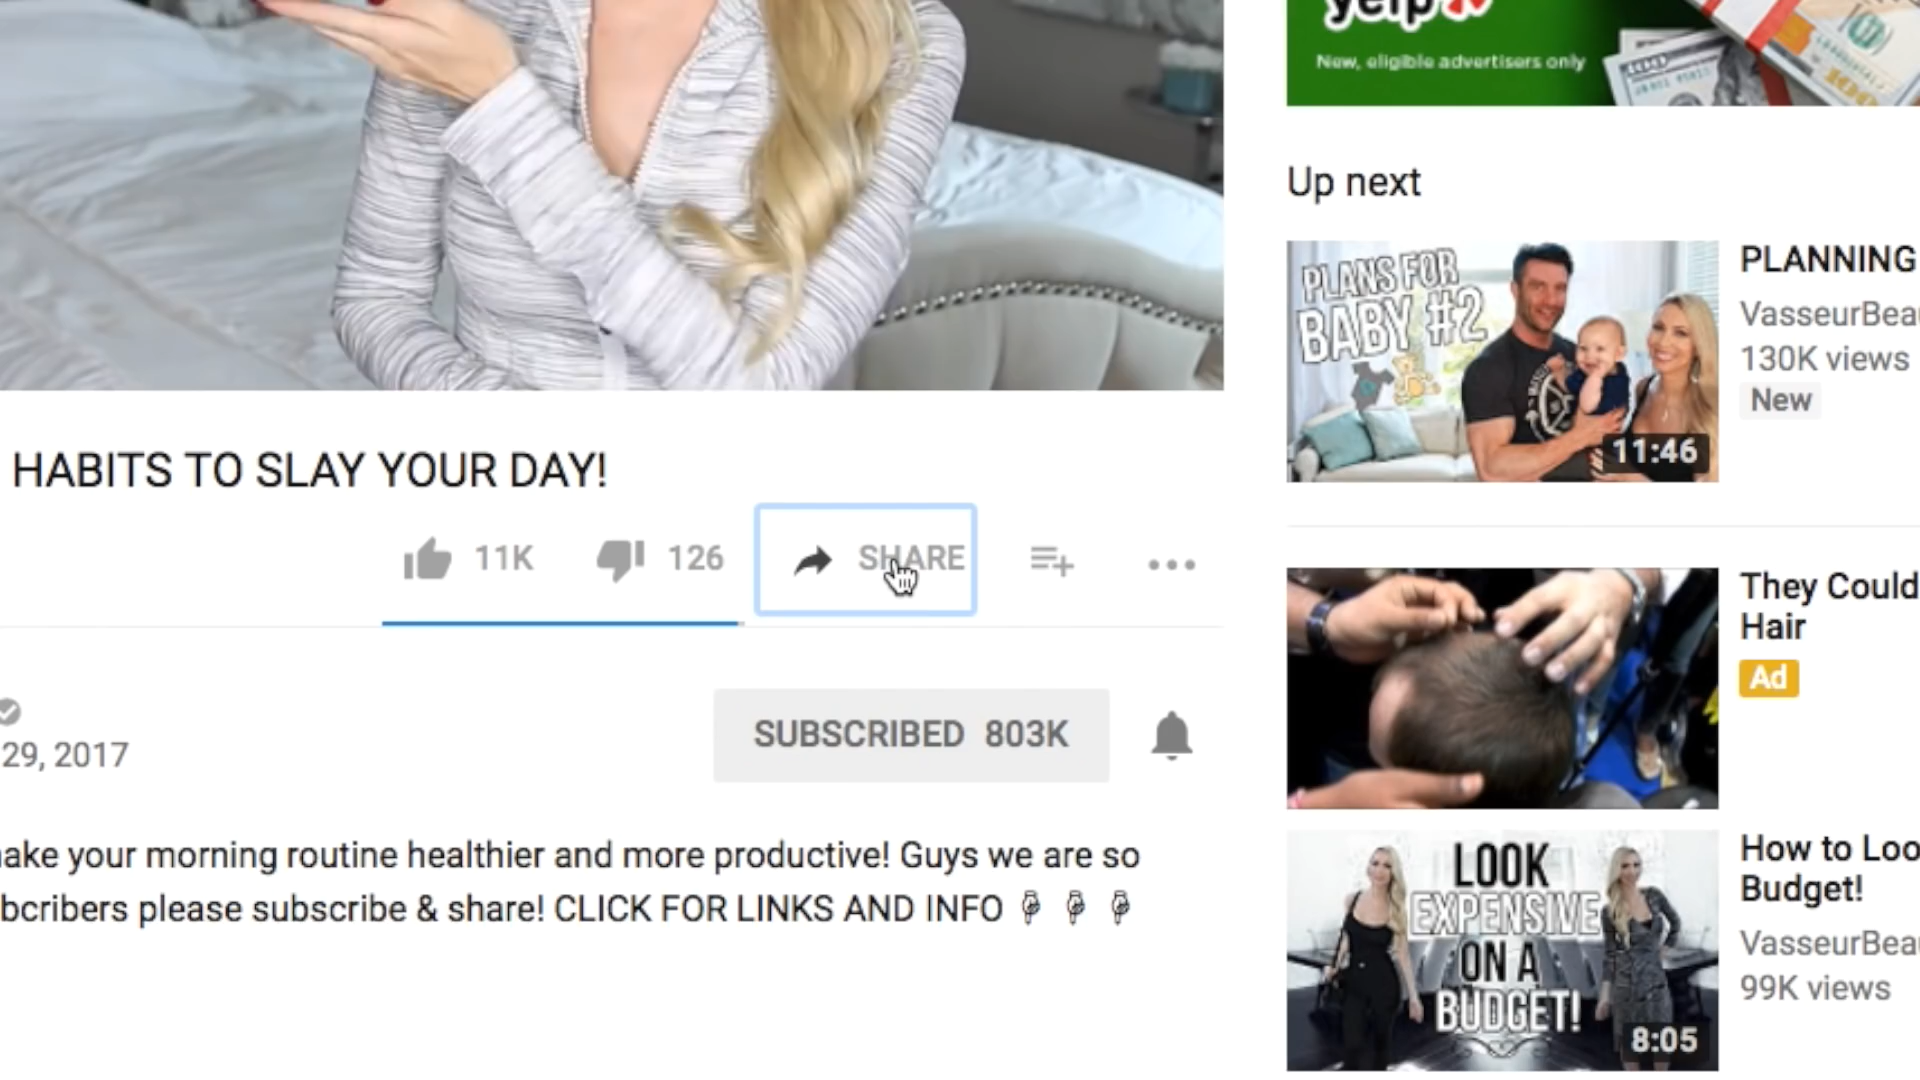 yelp
New, eligible advertisers only
Up next
PLANS FOR
BABY #2
11:46
PLANNING
VasseurBeau
130K views
New
HABITS TO SLAY YOUR DAY!
11K
126
SHARE
They Could
Hair
Ad
SUBSCRIBED 803K
29, 2017
ake your morning routine healthier and more productive! Guys we are so
bcribers please subscribe & share! CLICK FOR LINKS AND INFO
LOOK
EXPENSIVE
ON A
BUDGET!
8:05
How to Loo
Budget!
VasseurBeau
99K views